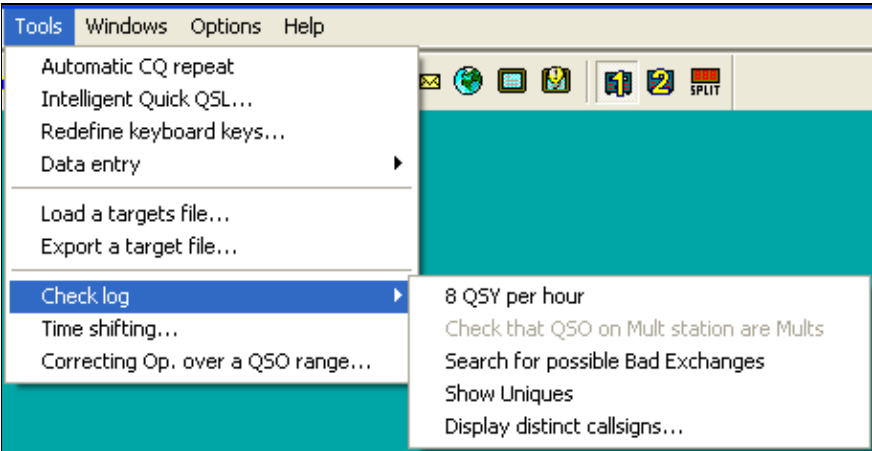 Tools Windows Options Help
Automatic CQ repeat
Intelligent Quick QSL...
Redefine keyboard keys...
Data entry
1 2 SPLIT
Load a targets file...
Export a target file...
Check log
Time shifting...
Correcting Op. over a QSO range...
8 QSY per hour
Check that QSO on Mult station are Mults
Search for possible Bad Exchanges
Show Uniques
Display distinct callsigns...